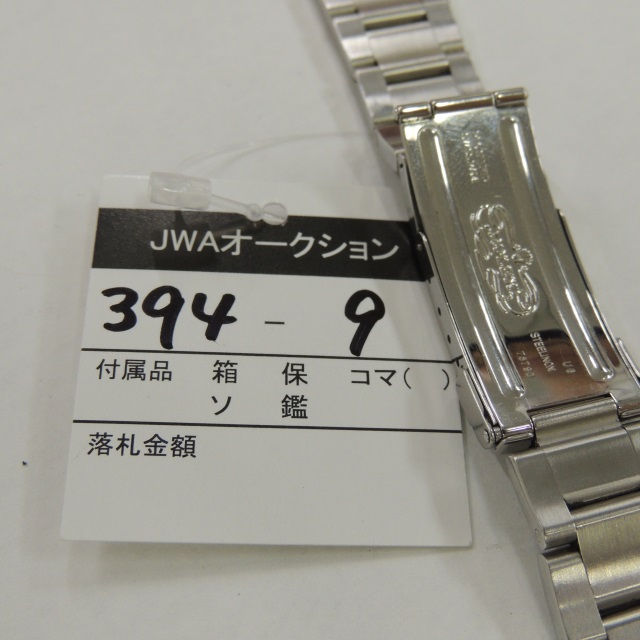 JWAオークション
394 - 9
付属品 箱 保 コマ( )
ソ 鑑
落札金額
STEELINOX